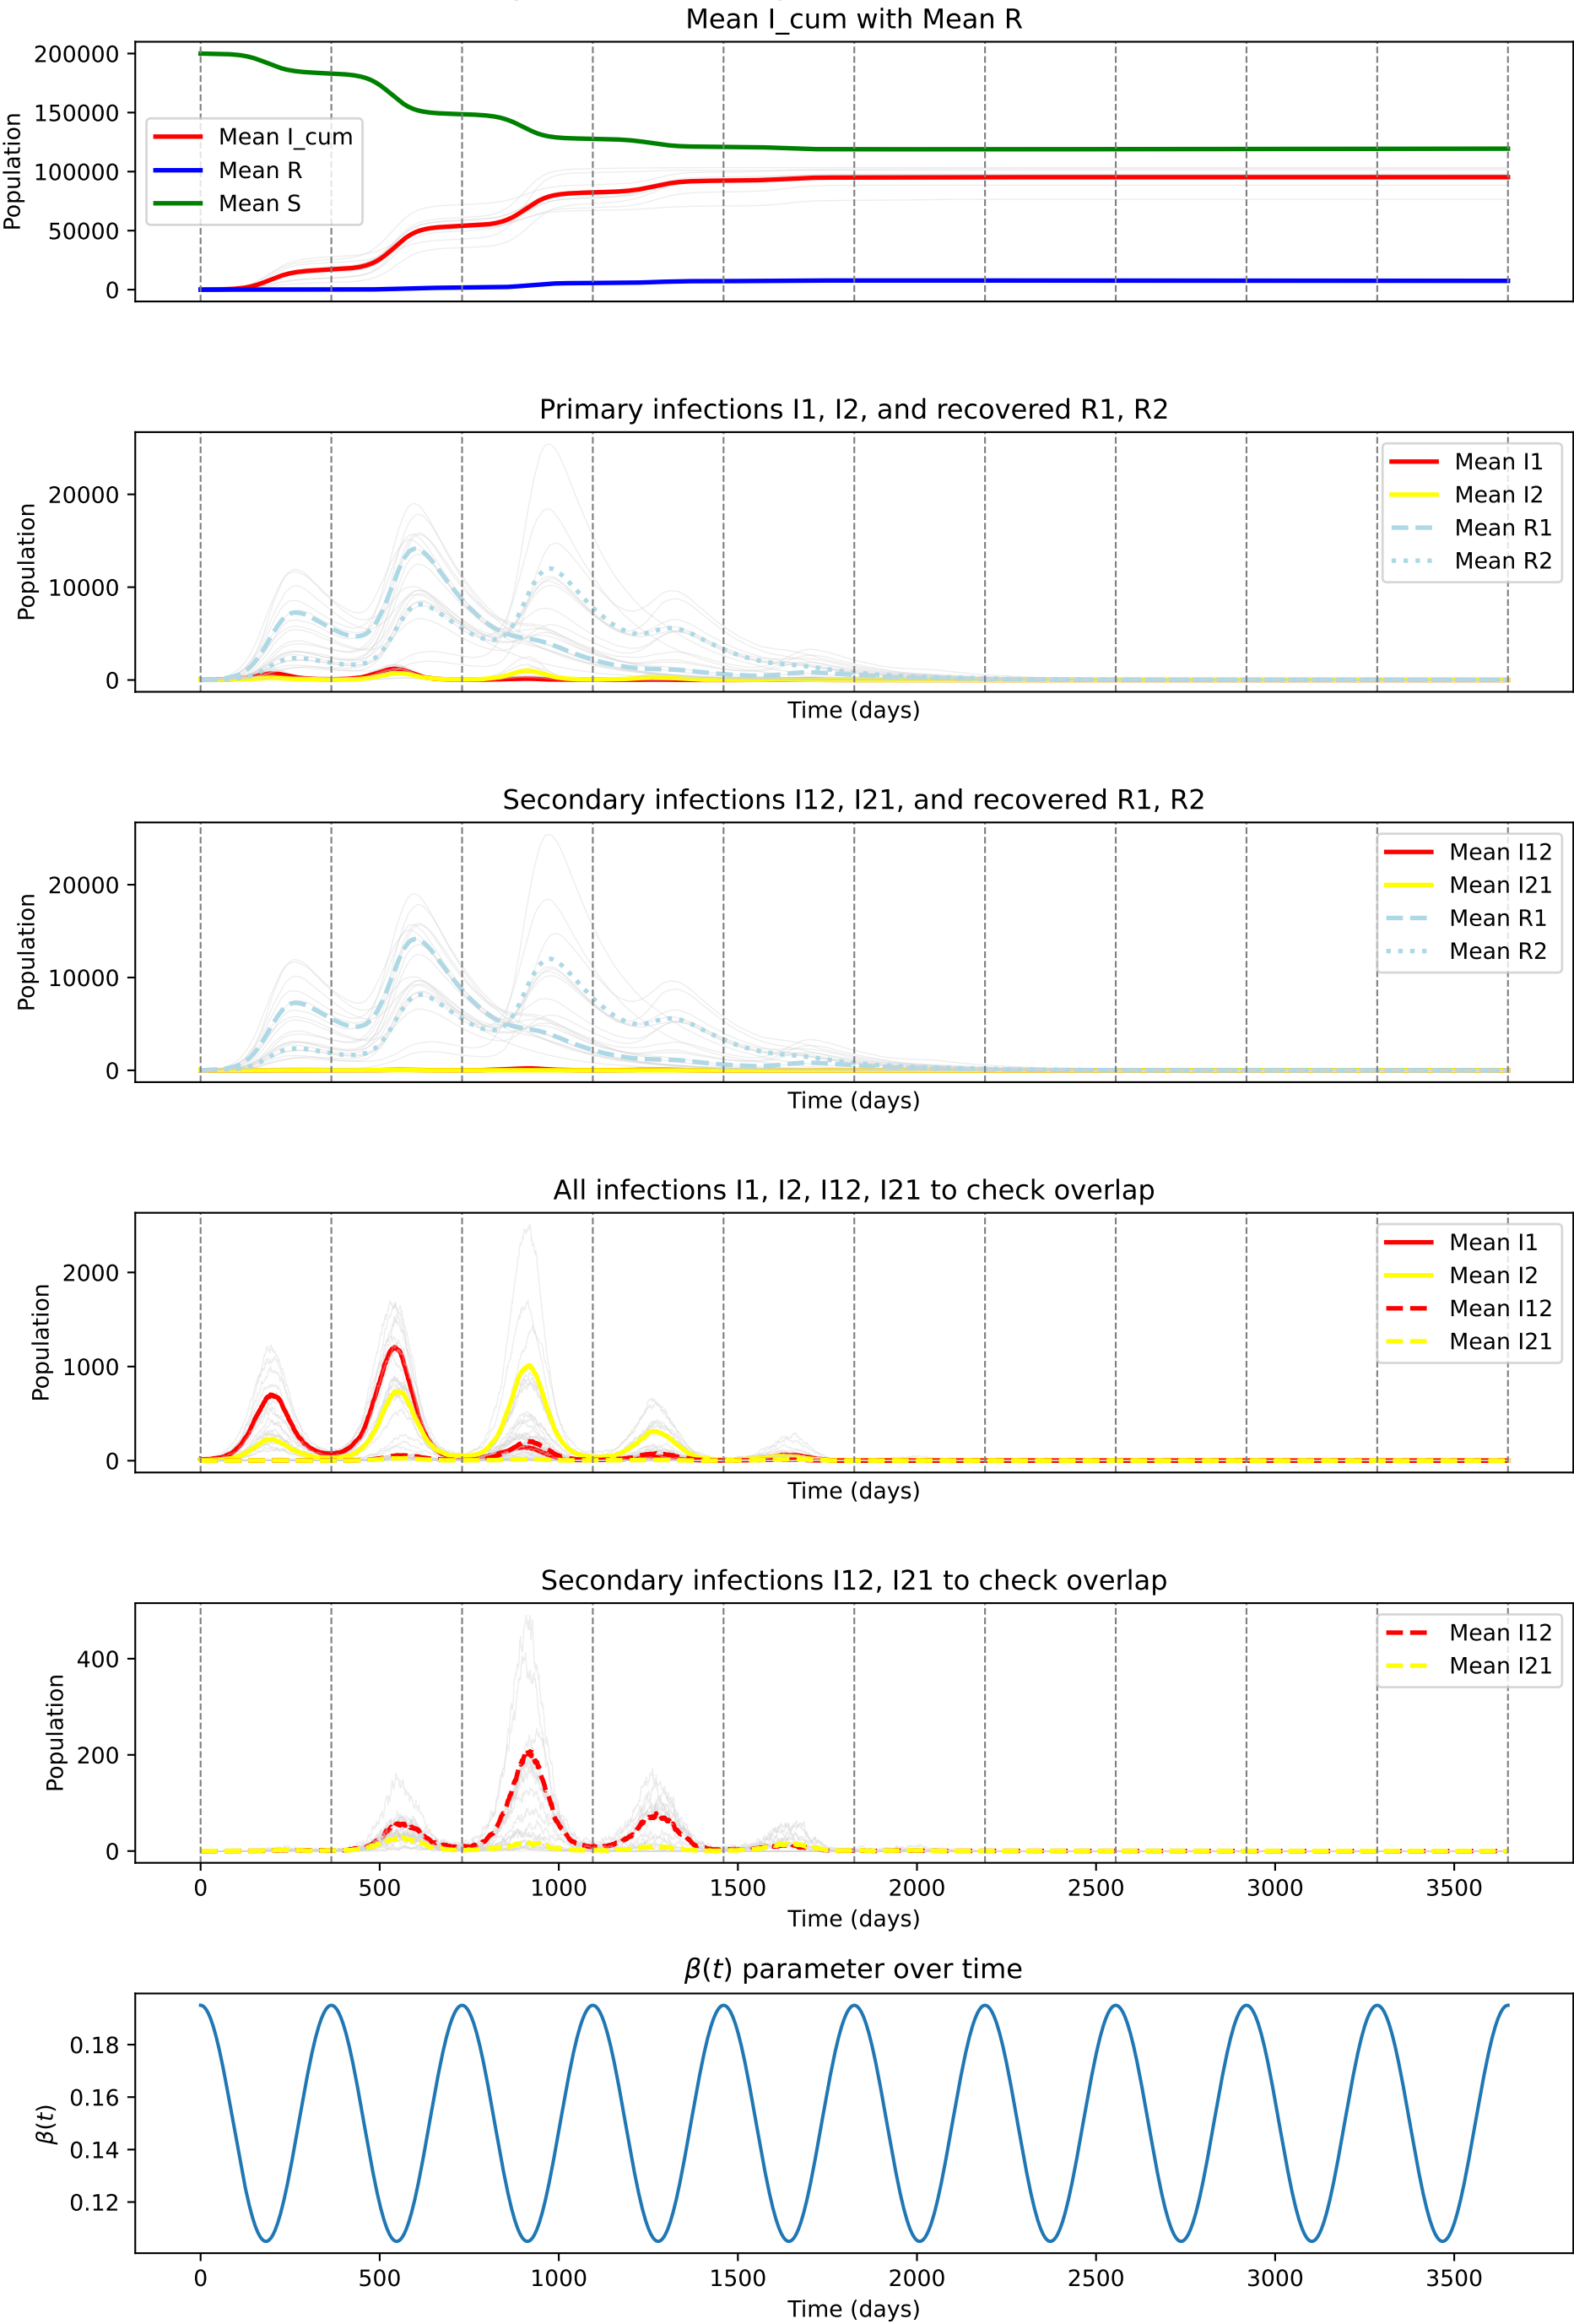 Mean I_cum with Mean R
200000
150000
100000
50000
0
Population
Mean I_cum
Mean R
Mean S
Primary infections I1, I2, and recovered R1, R2
20000
10000
0
Population
Mean I1
Mean I2
Mean R1
Mean R2
Time (days)
Secondary infections I12, I21, and recovered R1, R2
20000
10000
0
Population
Mean I12
Mean I21
Mean R1
Mean R2
Time (days)
All infections I1, I2, I12, I21 to check overlap
2000
1000
0
Population
Mean I1
Mean I2
Mean I12
Mean I21
Time (days)
Secondary infections I12, I21 to check overlap
400
200
0
Population
Mean I12
Mean I21
0 500 1000 1500 2000 2500 3000 3500
Time (days)
β(t) parameter over time
0.18
0.16
0.14
0.12
β(t)
0 500 1000 1500 2000 2500 3000 3500
Time (days)